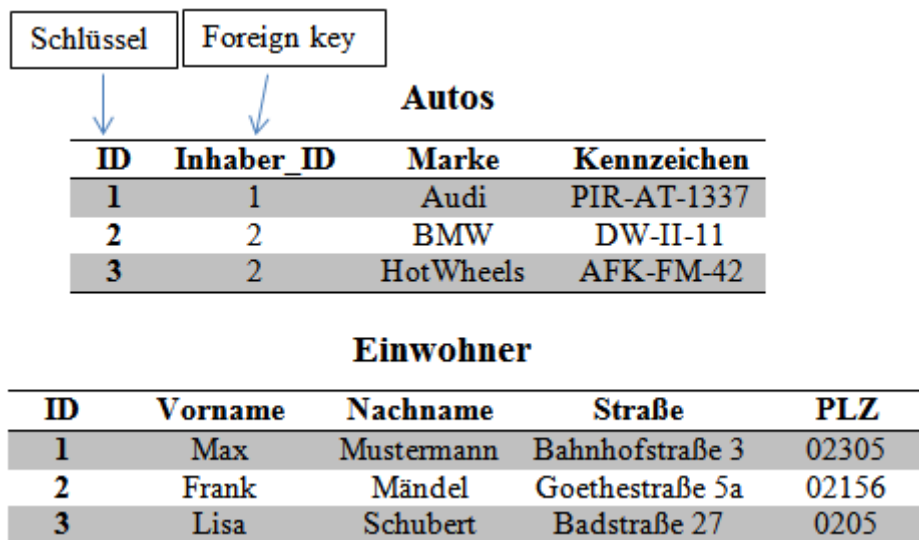 Schlüssel Foreign key
Autos
ID Inhaber_ID Marke Kennzeichen
1 1 Audi PIR-AT-1337
2 2 BMW DW-II-11
3 2 HotWheels AFK-FM-42
Einwohner
ID Vorname Nachname Straße PLZ
1 Max Mustermann Bahnhofstraße 3 02305
2 Frank Mändel Goethestraße 5a 02156
3 Lisa Schubert Badstraße 27 0205